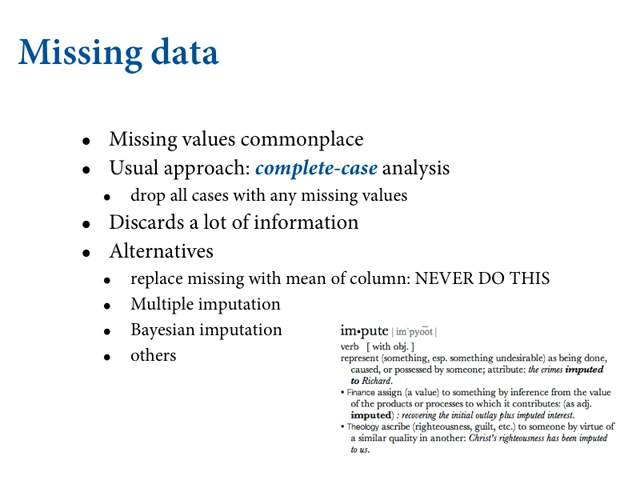 Missing data
• Missing values commonplace
• Usual approach: complete-case analysis
• drop all cases with any missing values
• Discards a lot of information
• Alternatives
• replace missing with mean of column: NEVER DO THIS
• Multiple imputation
• Bayesian imputation
• others
im•pute | im ˈpyo͞ot |
verb [ with obj. ]
represent (something, esp. something undesirable) as being done,
caused, or possessed by someone; attribute: the crimes imputed
to Richard.
• Finance assign (a value) to something by inference from the value
of the products or processes to which it contributes: (as adj.
imputed) : recovering the initial outlay plus imputed interest.
• Theology ascribe (righteousness, guilt, etc.) to someone by virtue of
a similar quality in another: Christ's righteousness has been imputed
to us.